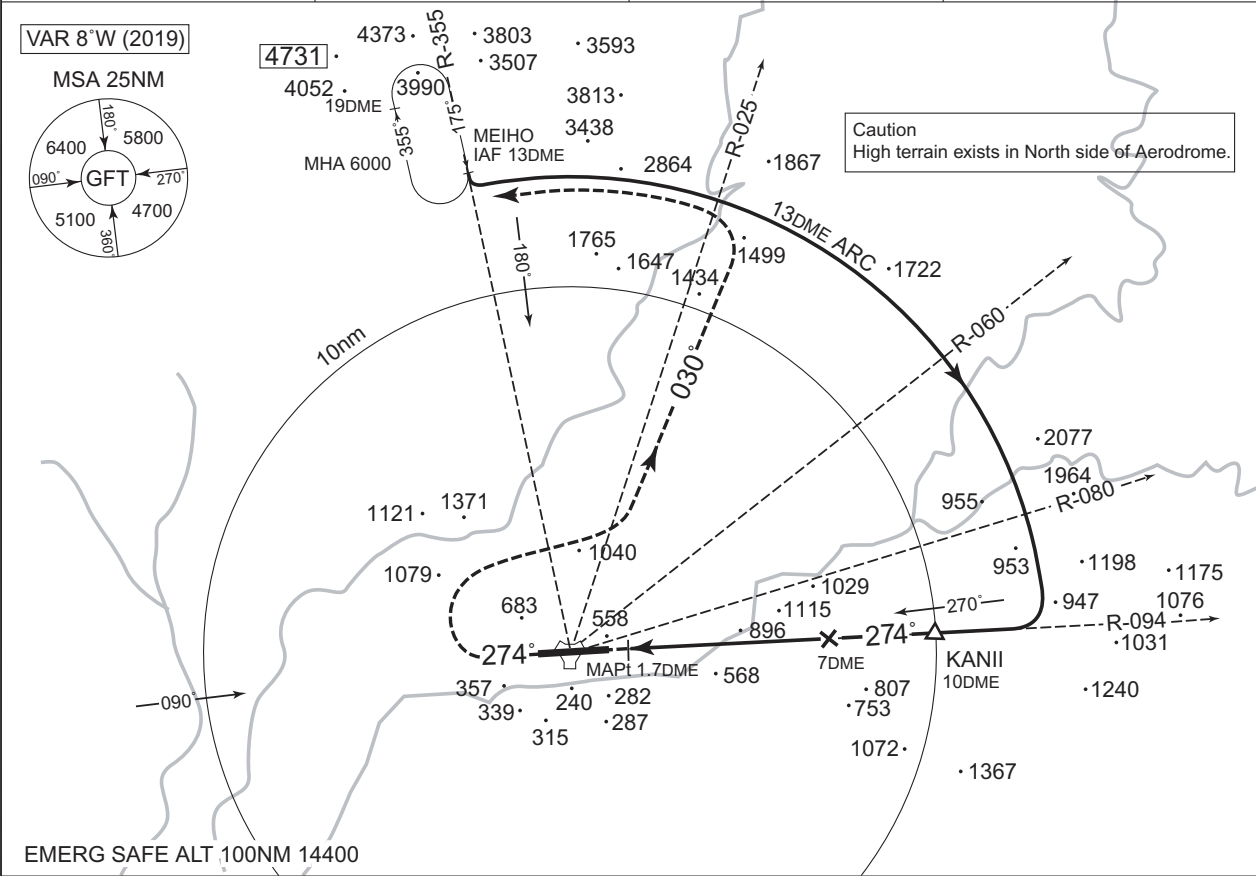 VAR 8°W (2019)
MSA 25NM
180°
6400
5800
090°
GFT
270°
5100
4700
360°
4373
3803
3593
4731
3507
4052
3990
3813
19DME
R-355
175°
355°
3438
MEIHO
IAF 13DME
MHA 6000
2864
R-025
1867
Caution
High terrain exists in North side of Aerodrome.
180°
1765
1647
1499
1434
13DME ARC
1722
10nm
030°
R-060
2077
1964
R-080
955
1121
1371
1040
1079
953
1198
1175
683
558
1029
1115
270°
947
1076
R-094
1031
896
274°
274°
MAPt 1.7DME
7DME
KANII
10DME
568
357
240
282
807
1240
090°
339
287
753
315
1072
1367
EMERG SAFE ALT 100NM 14400